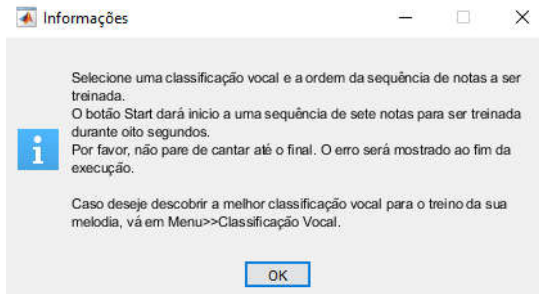 Informações
Selecione uma classificação vocal e a ordem da sequência de notas a ser
treinada.
O botão Start dará inicio a uma sequência de sete notas para ser treinada
durante oito segundos.
Por favor, não pare de cantar até o final. O erro será mostrado ao fim da
execução.
Caso deseje descobrir a melhor classificação vocal para o treino da sua
melodia, vá em Menu>>Classificação Vocal.
OK